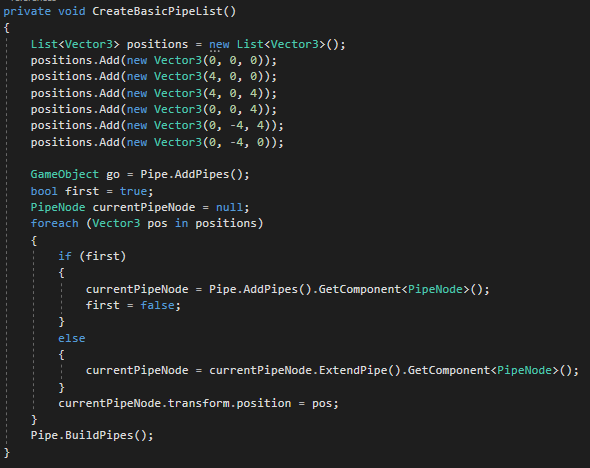 private void CreateBasicPipeList()
{
    List<Vector3> positions = new List<Vector3>();
    positions.Add(new Vector3(0, 0, 0));
    positions.Add(new Vector3(4, 0, 0));
    positions.Add(new Vector3(4, 0, 4));
    positions.Add(new Vector3(0, 0, 4));
    positions.Add(new Vector3(0, -4, 4));
    positions.Add(new Vector3(0, -4, 0));

    GameObject go = Pipe.AddPipes();
    bool first = true;
    PipeNode currentPipeNode = null;
    foreach (Vector3 pos in positions)
    {
        if (first)
        {
            currentPipeNode = Pipe.AddPipes().GetComponent<PipeNode>();
            first = false;
        }
        else
        {
            currentPipeNode = currentPipeNode.ExtendPipe().GetComponent<PipeNode>();
        }
        currentPipeNode.transform.position = pos;
    }
    Pipe.BuildPipes();
}